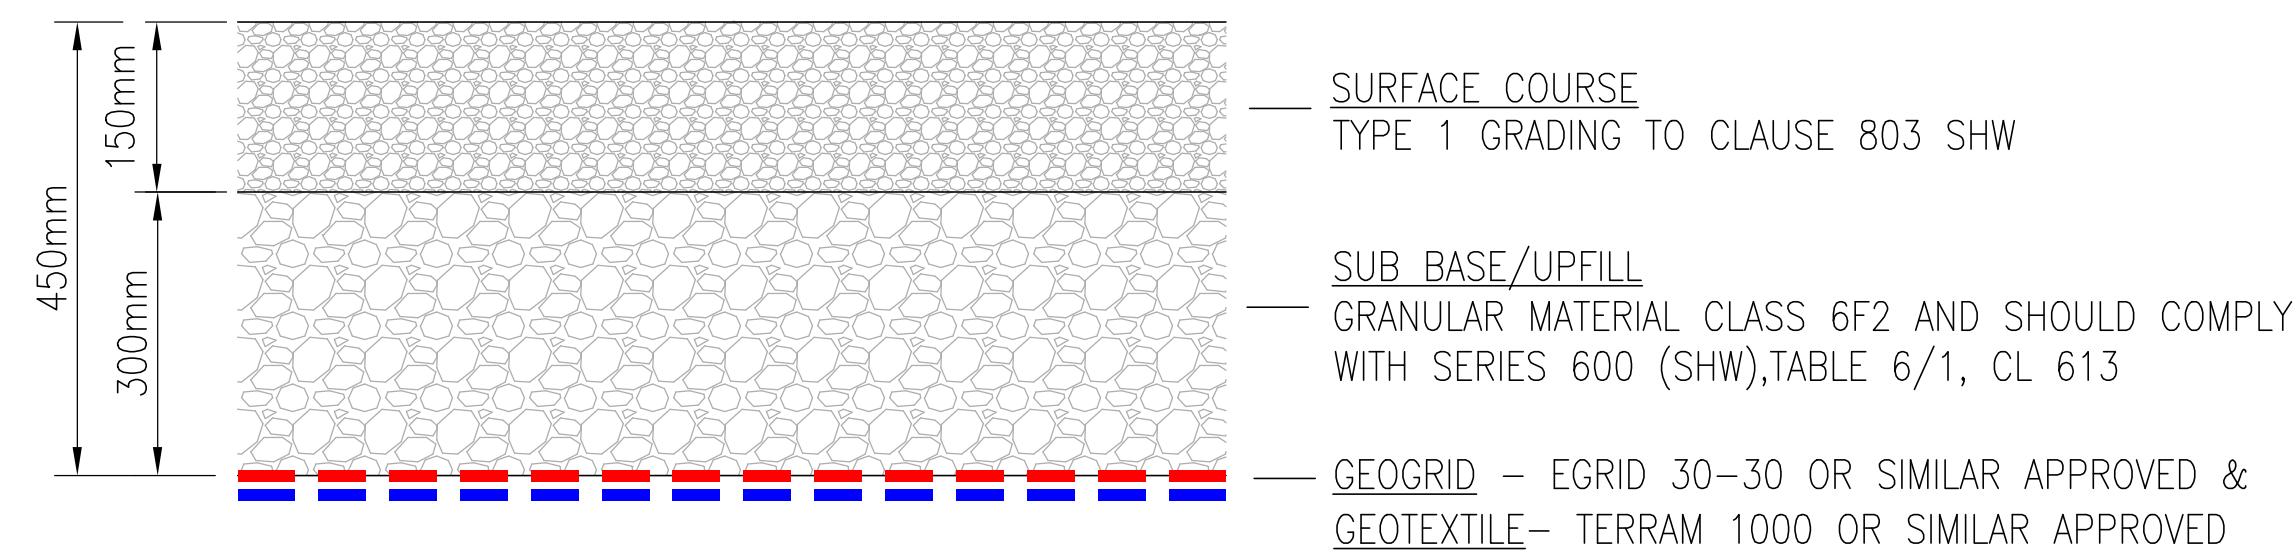 450mm
150mm
300mm
SURFACE COURSE
TYPE 1 GRADING TO CLAUSE 803 SHW
SUB BASE/UPFILL
GRANULAR MATERIAL CLASS 6F2 AND SHOULD COMPLY
WITH SERIES 600 (SHW),TABLE 6/1, CL 613
GEOGRID - EGRID 30-30 OR SIMILAR APPROVED &
GEOTEXTILE- TERRAM 1000 OR SIMILAR APPROVED